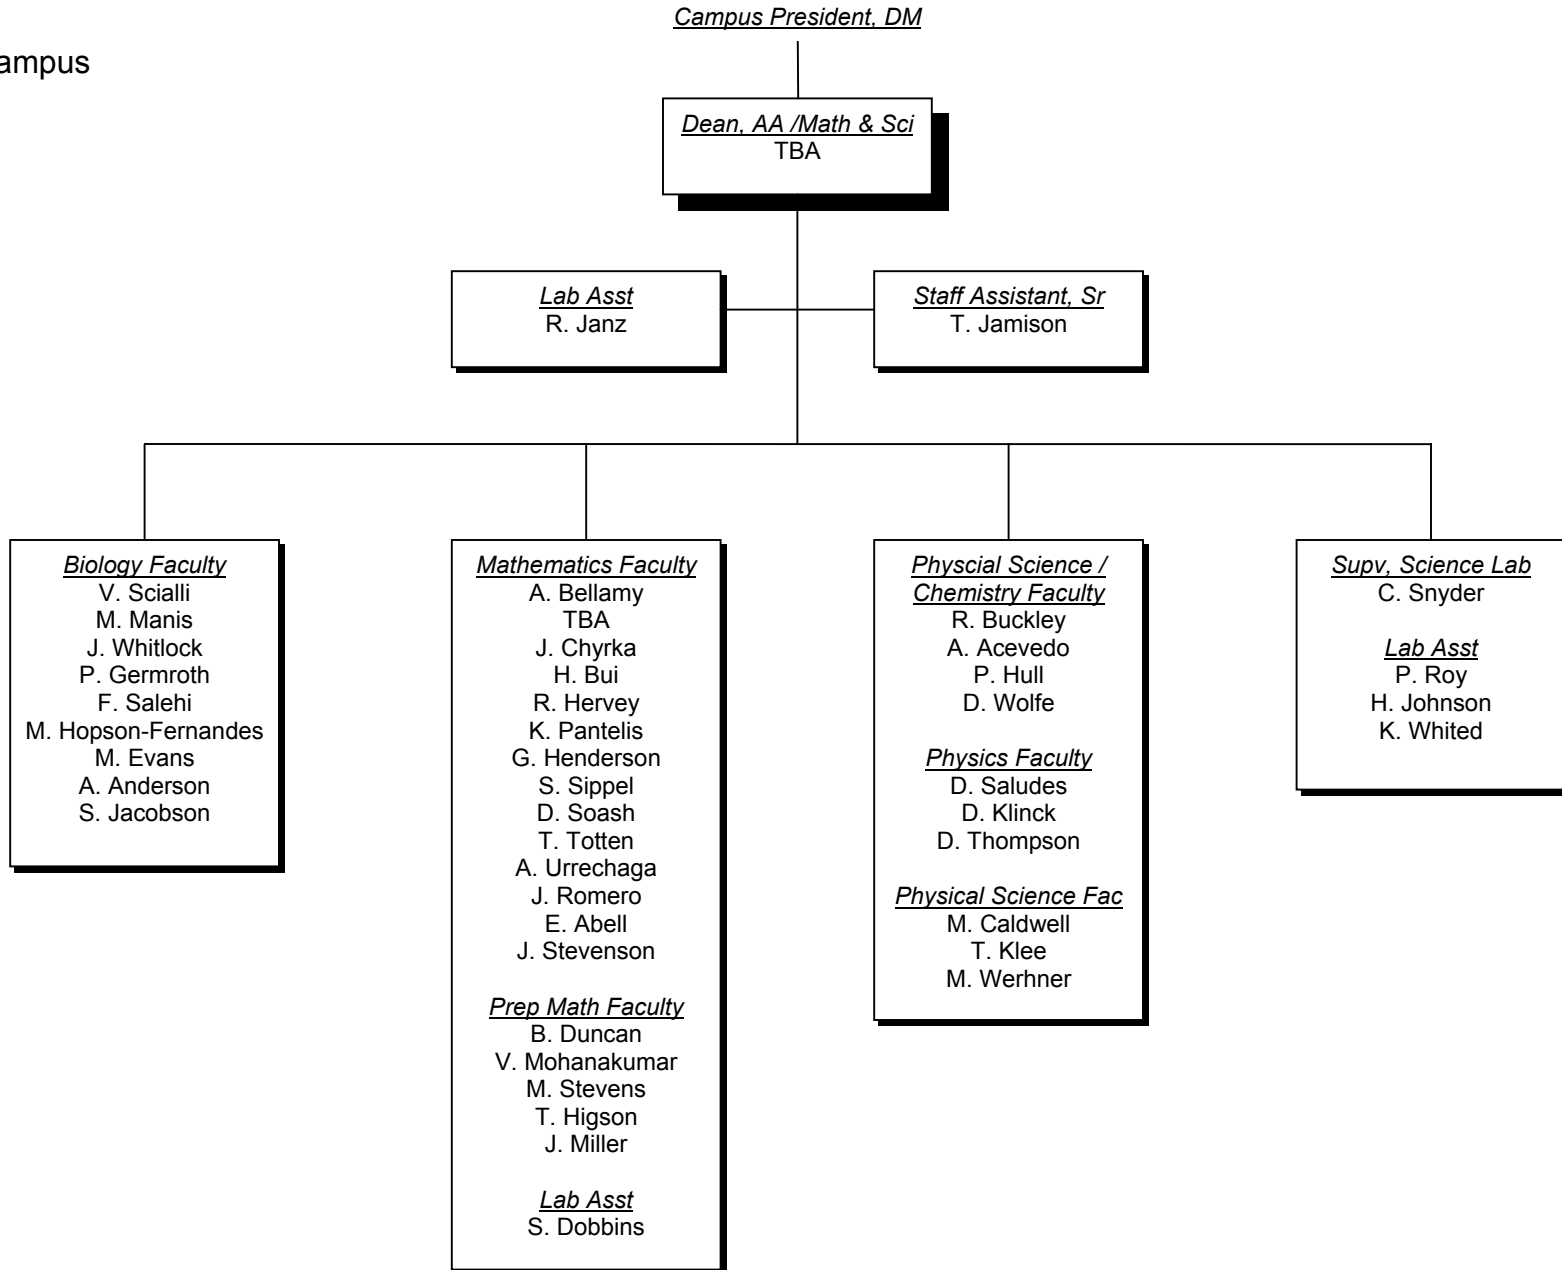 Campus President, DM
ampus
Dean, AA /Math & Sci
TBA
Lab Asst
R. Janz
Staff Assistant, Sr
T. Jamison
Biology Faculty
V. Scialli
M. Manis
J. Whitlock
P. Germroth
F. Salehi
M. Hopson-Fernandes
M. Evans
A. Anderson
S. Jacobson
Mathematics Faculty
A. Bellamy
TBA
J. Chyrka
H. Bui
R. Hervey
K. Pantelis
G. Henderson
S. Sippel
D. Soash
T. Totten
A. Urrechaga
J. Romero
E. Abell
J. Stevenson
Prep Math Faculty
B. Duncan
V. Mohanakumar
M. Stevens
T. Higson
J. Miller
Lab Asst
S. Dobbins
Physcial Science /
Chemistry Faculty
R. Buckley
A. Acevedo
P. Hull
D. Wolfe
Physics Faculty
D. Saludes
D. Klinck
D. Thompson
Physical Science Fac
M. Caldwell
T. Klee
M. Werhner
Supv, Science Lab
C. Snyder
Lab Asst
P. Roy
H. Johnson
K. Whited